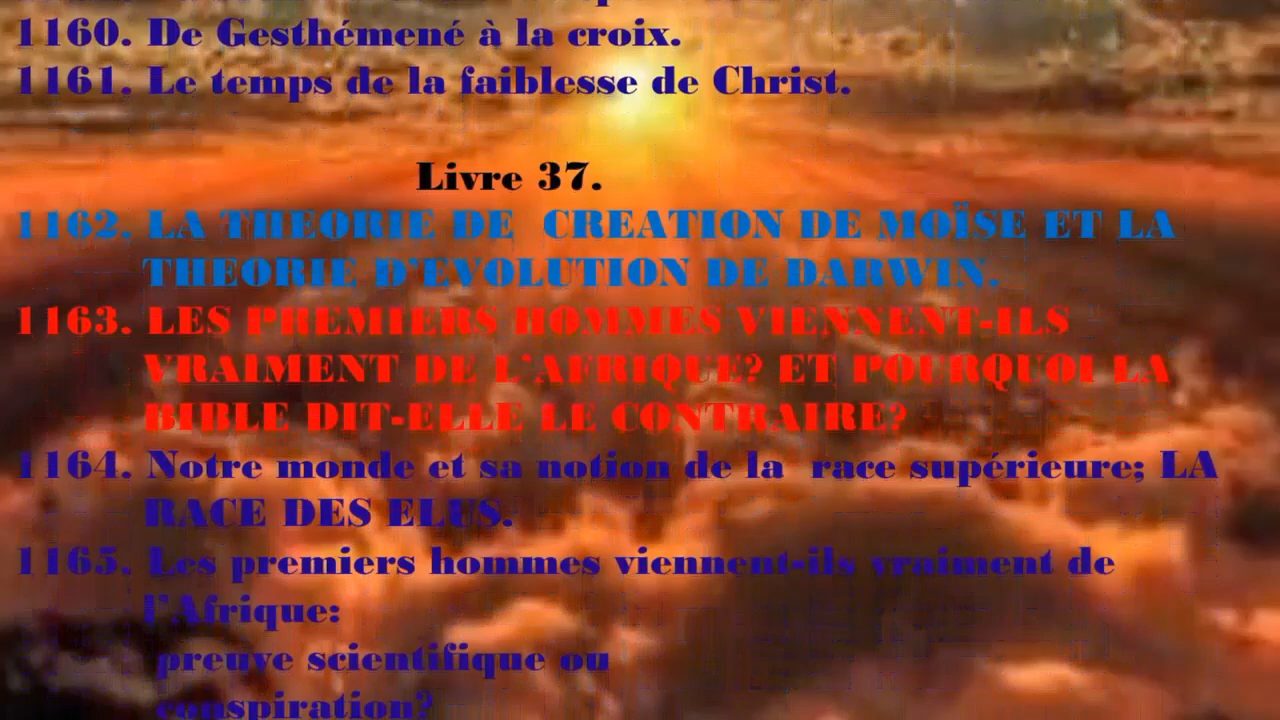 1160. De Gesthémené à la croix.
1161. Le temps de la faiblesse de Christ.
Livre 37.
1162. LA THEORIE DE CREATION DE MOÏSE ET LA
THEORIE D'EVOLUTION DE DARWIN.
1163. LES PREMIERS HOMMES VIENNENT-ILS
VRAIMENT DE L'AFRIQUE? ET POURQUOI LA
BIBLE DIT-ELLE LE CONTRAIRE?
1164. Notre monde et sa notion de la race supérieure; LA
RACE DES ELUS.
1165. Les premiers hommes viennent-ils vraiment de
l'Afrique:
preuve scientifique ou
conspiration?